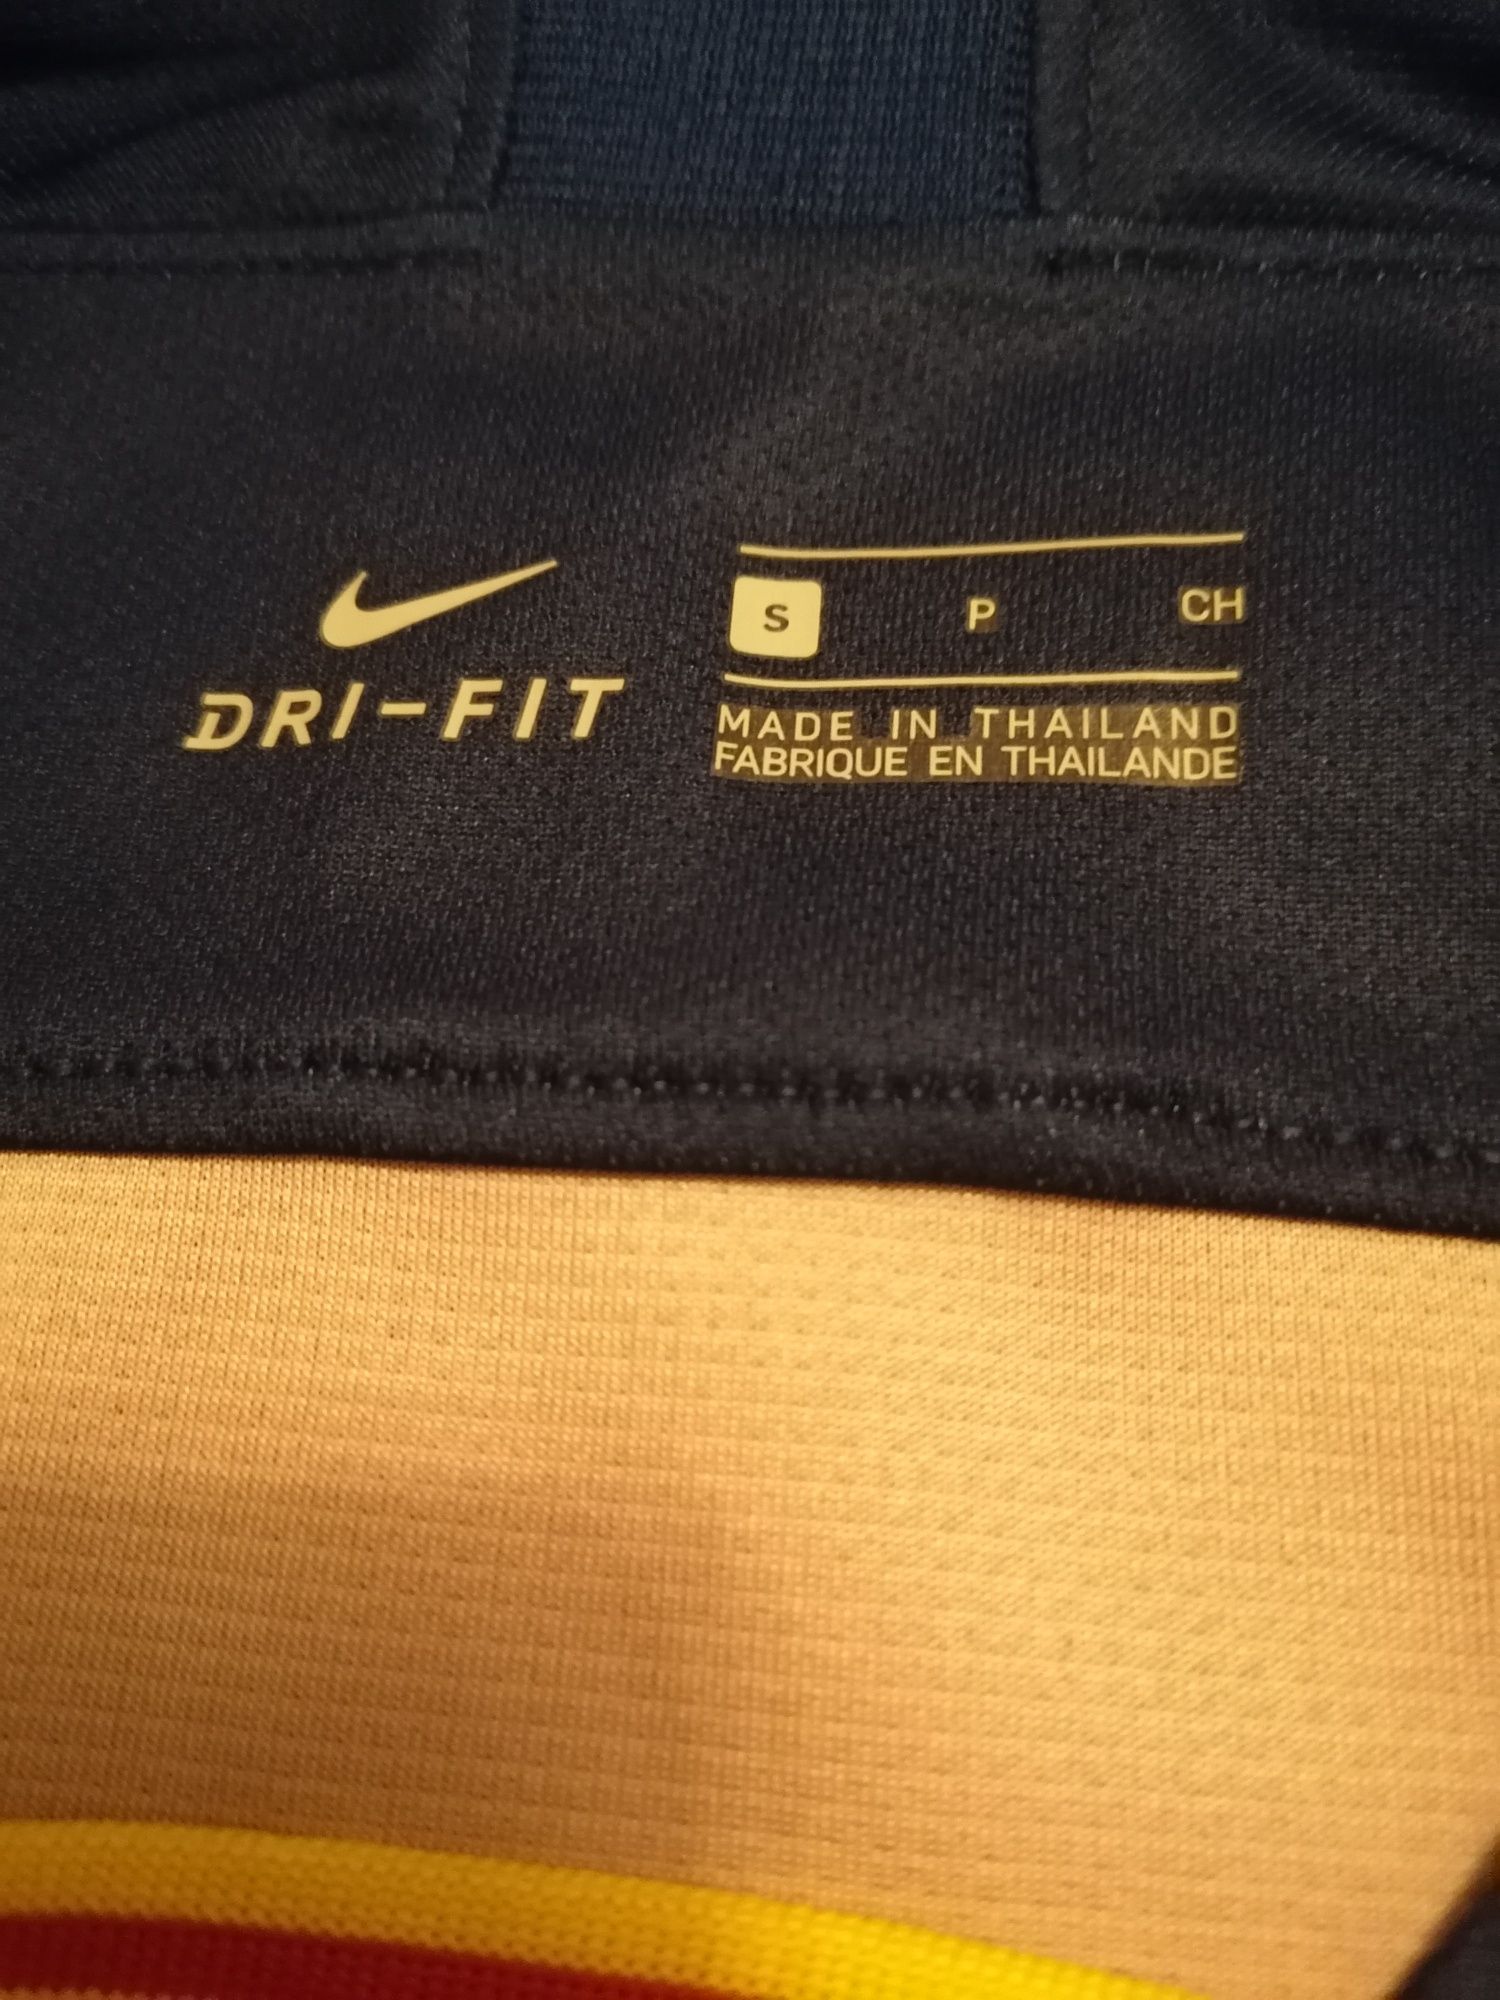 DRI-FIT
S P CH
MADE IN THAILAND
FABRIQUE EN THAILANDE